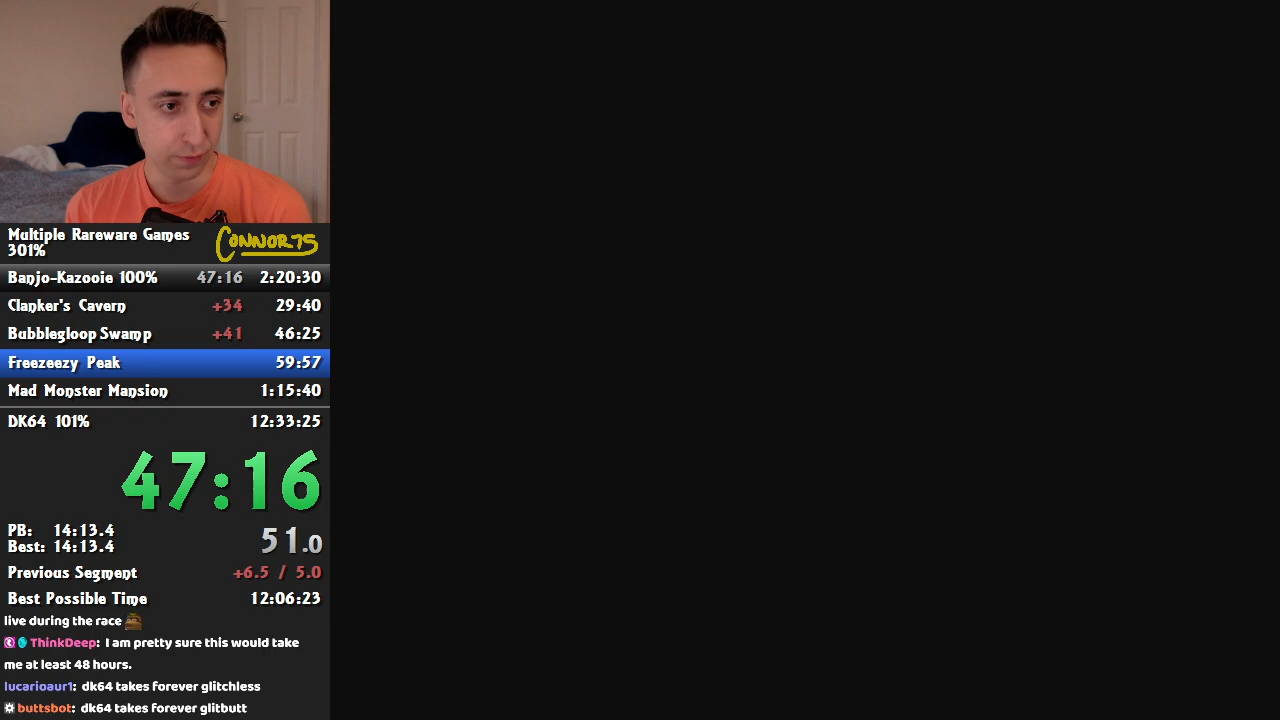 Multiple Rareware Games
301%
CONNOR75
Banjo-Kazooie 100% 47:16 2:20:30
Clanker's Cavern +34 29:40
Bubblegloop Swamp +41 46:25
Freezeezy Peak 59:57
Mad Monster Mansion 1:15:40
DK64 101% 12:33:25
47:16
PB: 14:13.4
Best: 14:13.4
51.0
Previous Segment +6.5 / 5.0
Best Possible Time 12:06:23
live during the race
ThinkDeep: I am pretty sure this would take
me at least 48 hours.
lucarioaur1: dk64 takes forever glitchless
buttsbot: dk64 takes forever glitbutt